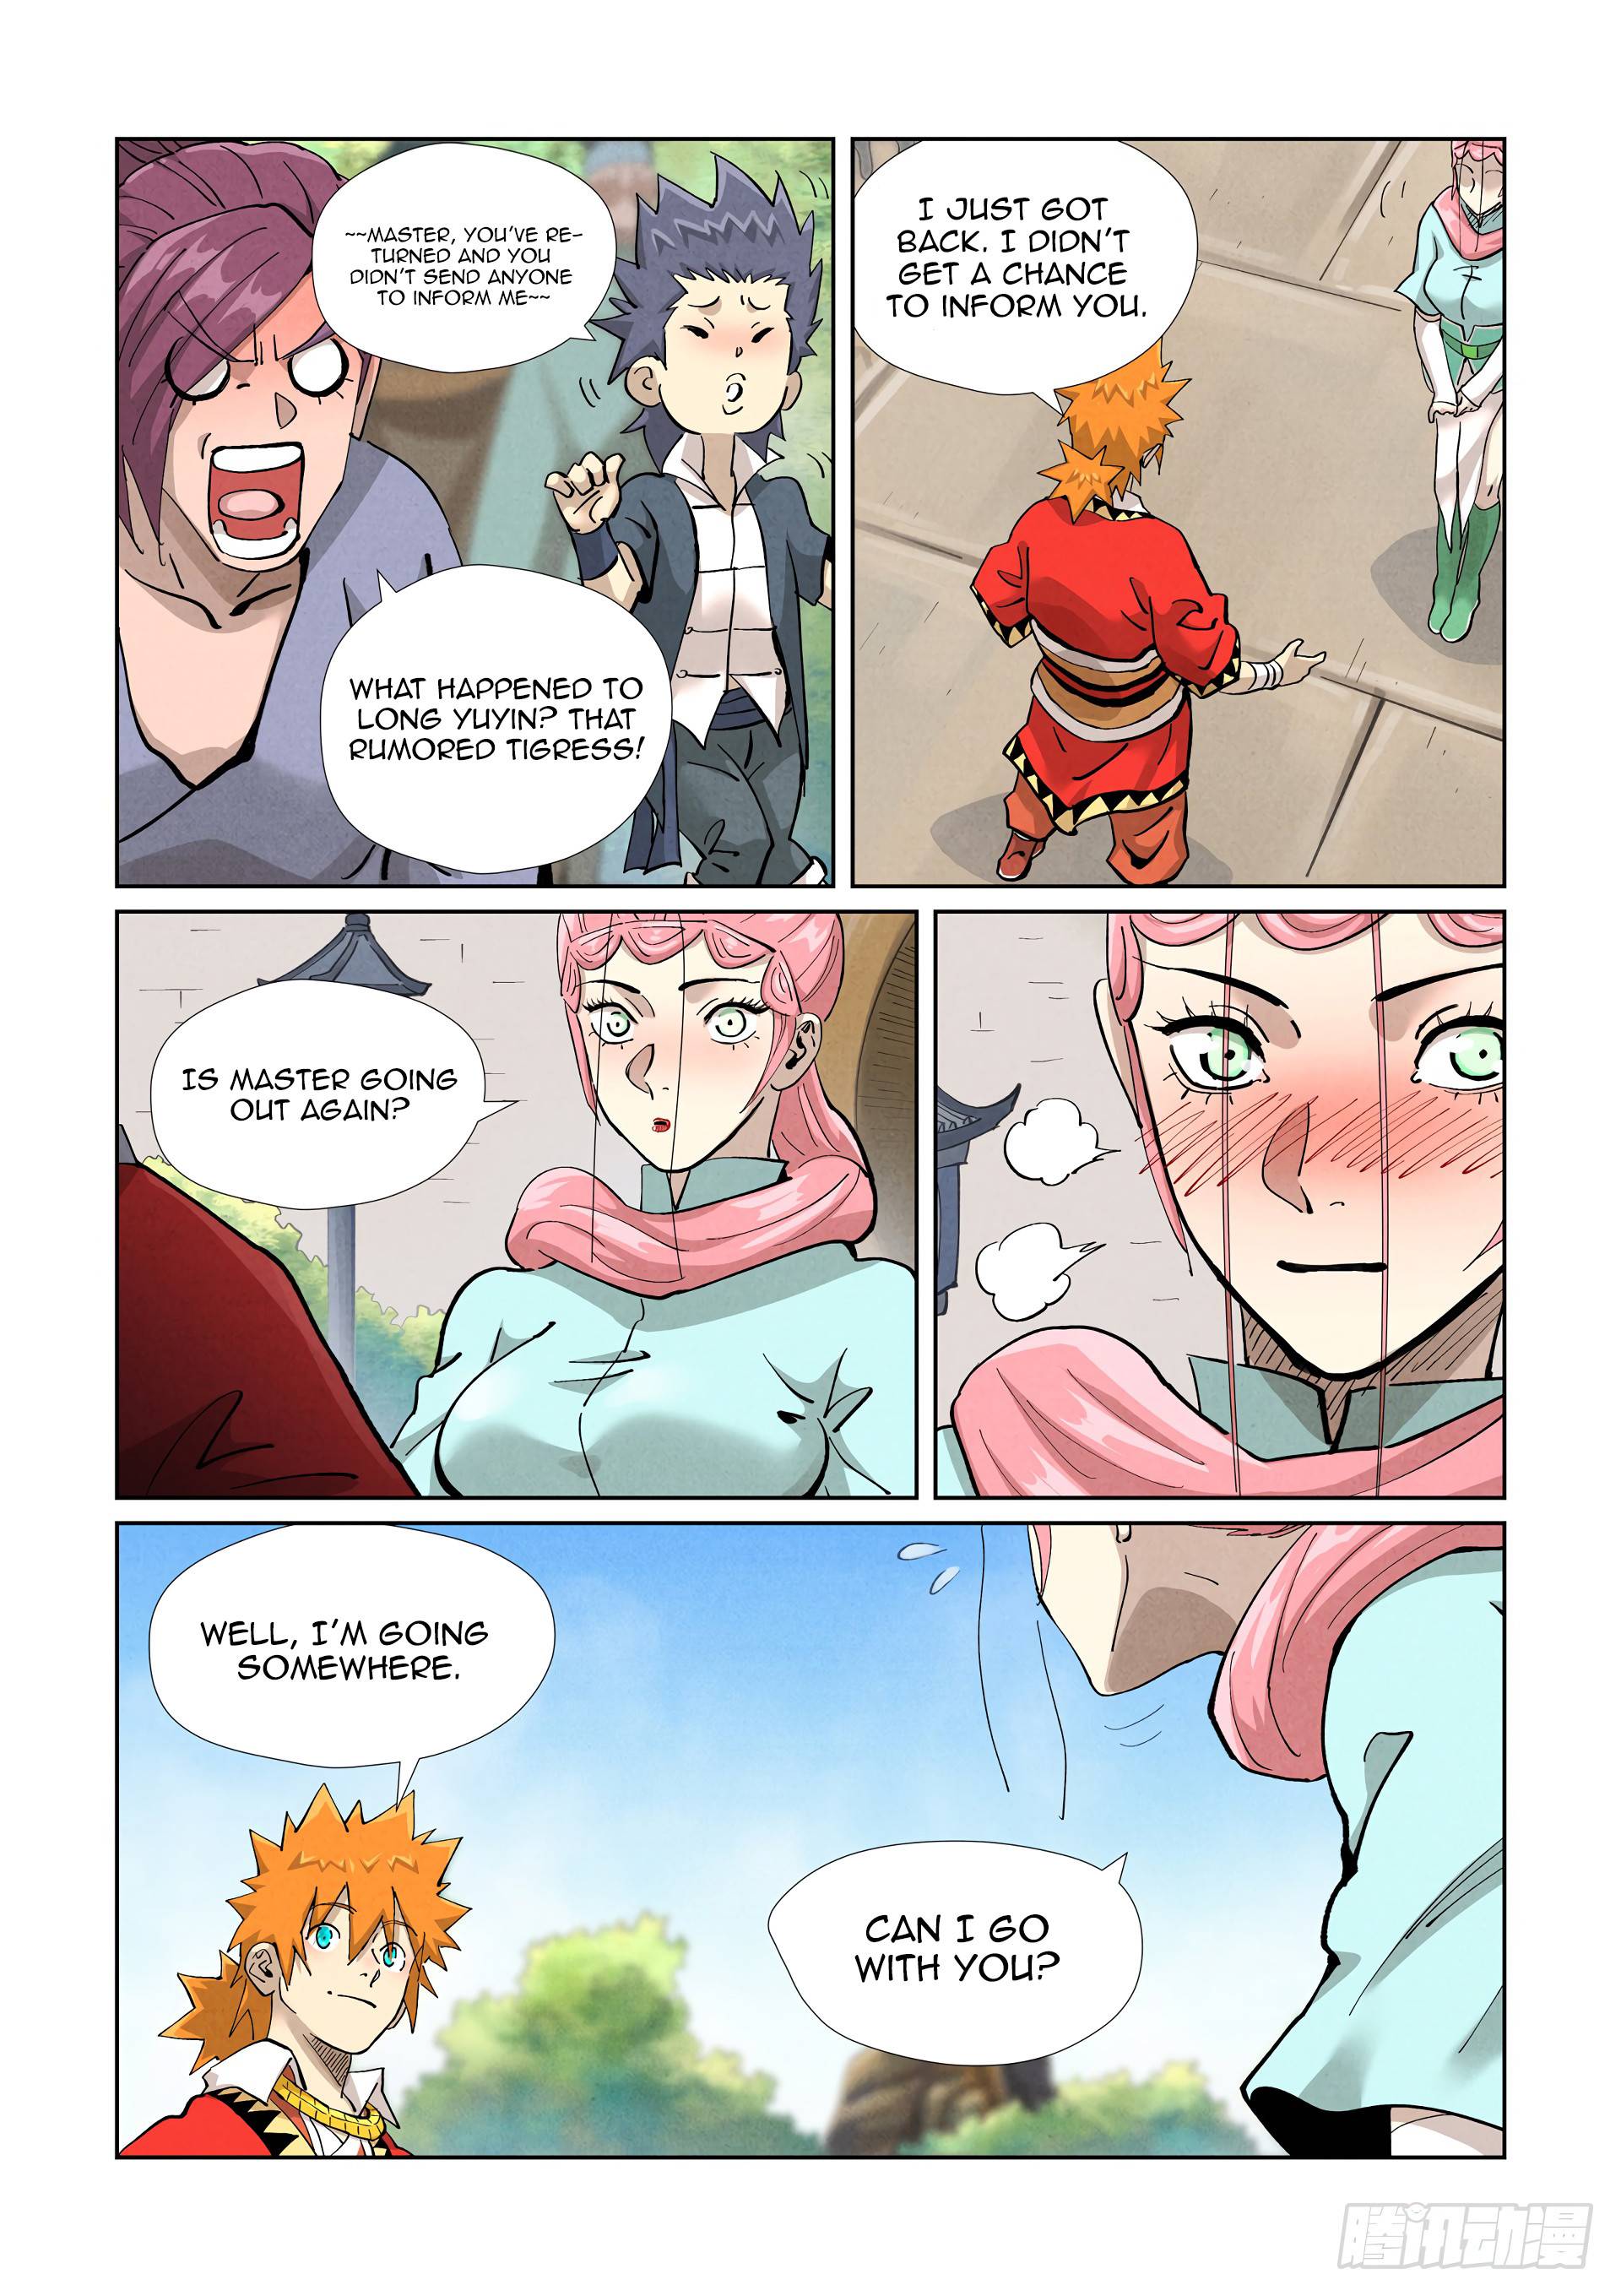 ~~MASTER, YOU'VE RE-
TURNED AND YOU
DIDN'T SEND ANYONE
TO INFORM ME~~
WHAT HAPPENED TO
LONG YUYIN? THAT
RUMORED TIGRESS!
I JUST GOT
BACK. I DIDN'T
GET A CHANCE
TO INFORM YOU.
IS MASTER GOING
OUT AGAIN?
WELL, I'M GOING
SOMEWHERE.
CAN I GO
WITH YOU?
腾讯动漫